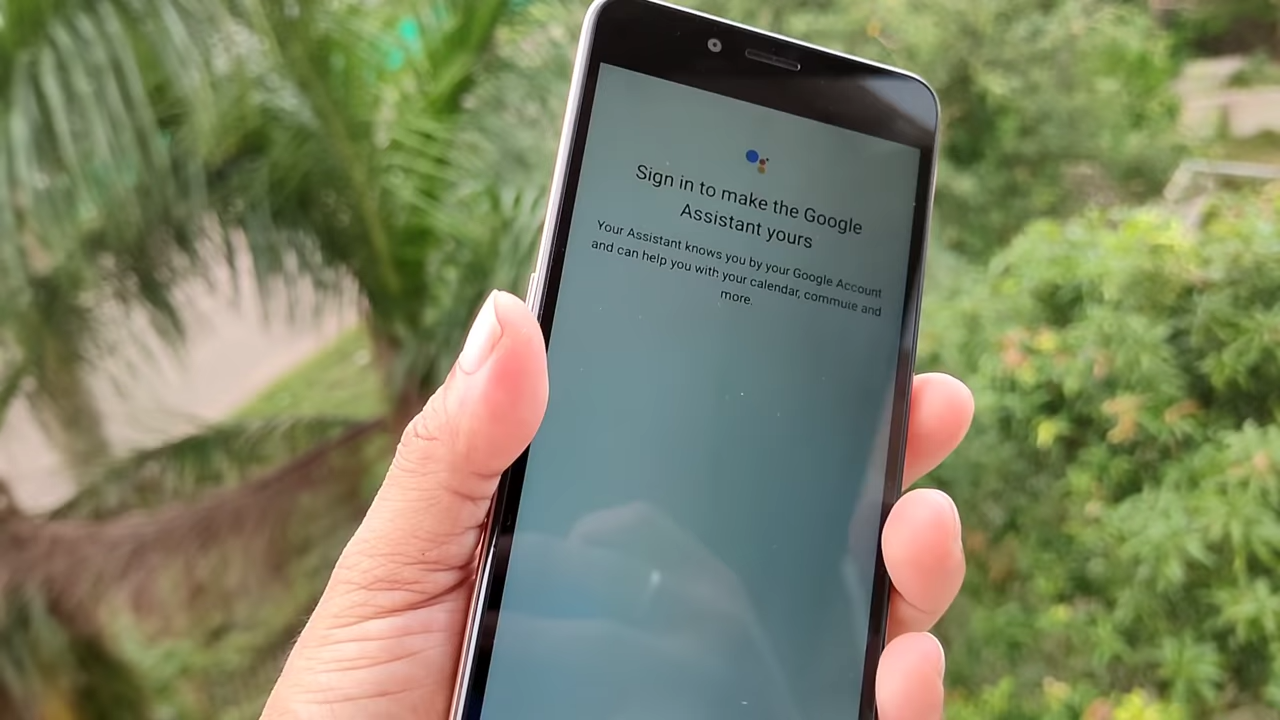 Sign in to make the Google
Assistant yours
Your Assistant knows you by your Google Account
and can help you with your calendar, commute and
more.